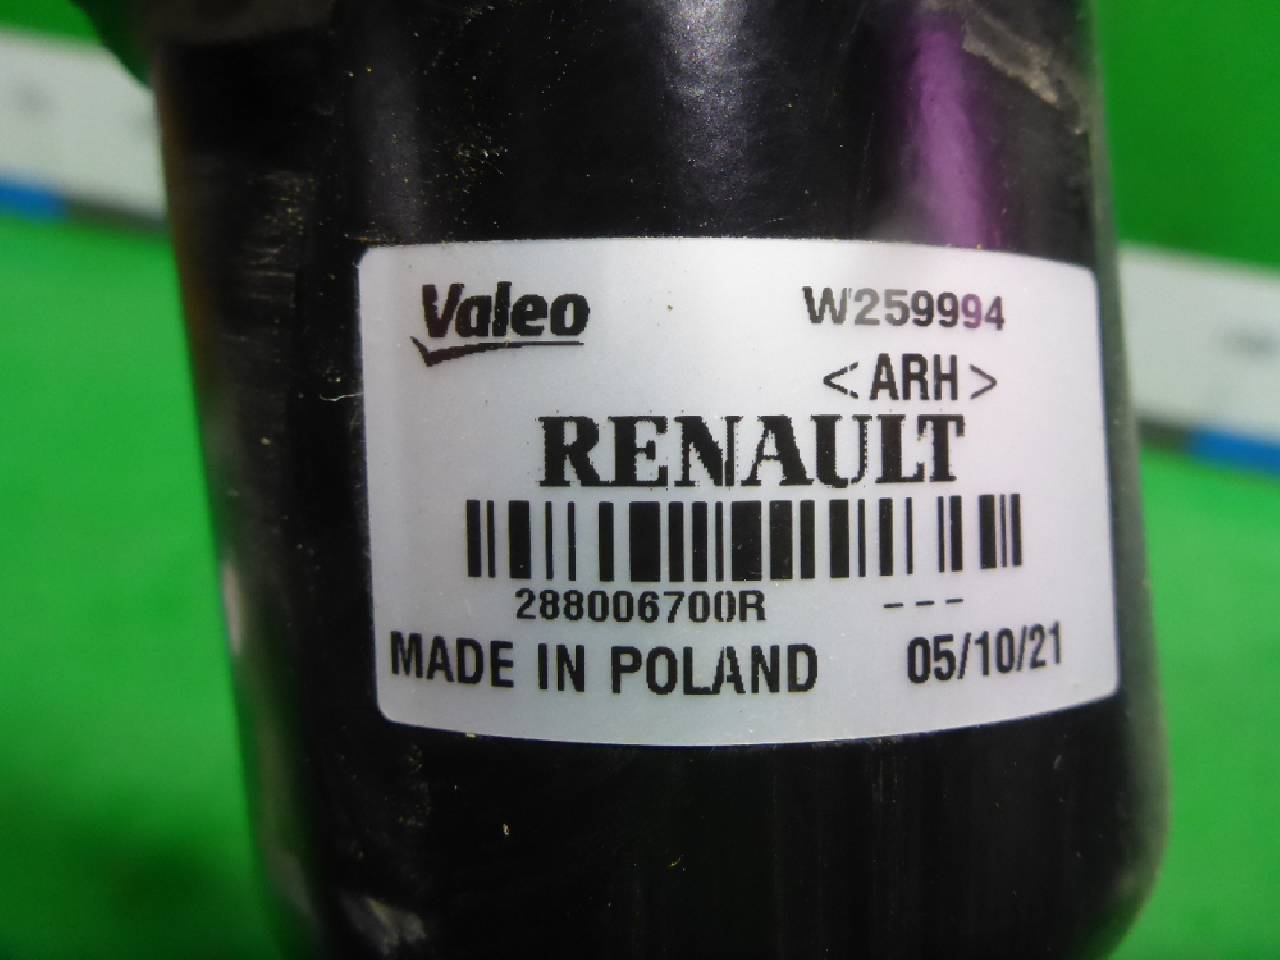 Valeo W259994
<ARH>
RENAULT
288006700R ---
MADE IN POLAND 05/10/21